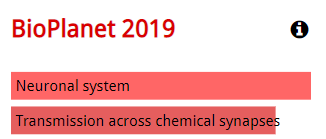 BioPlanet 2019
Neuronal system
Transmission across chemical synapses